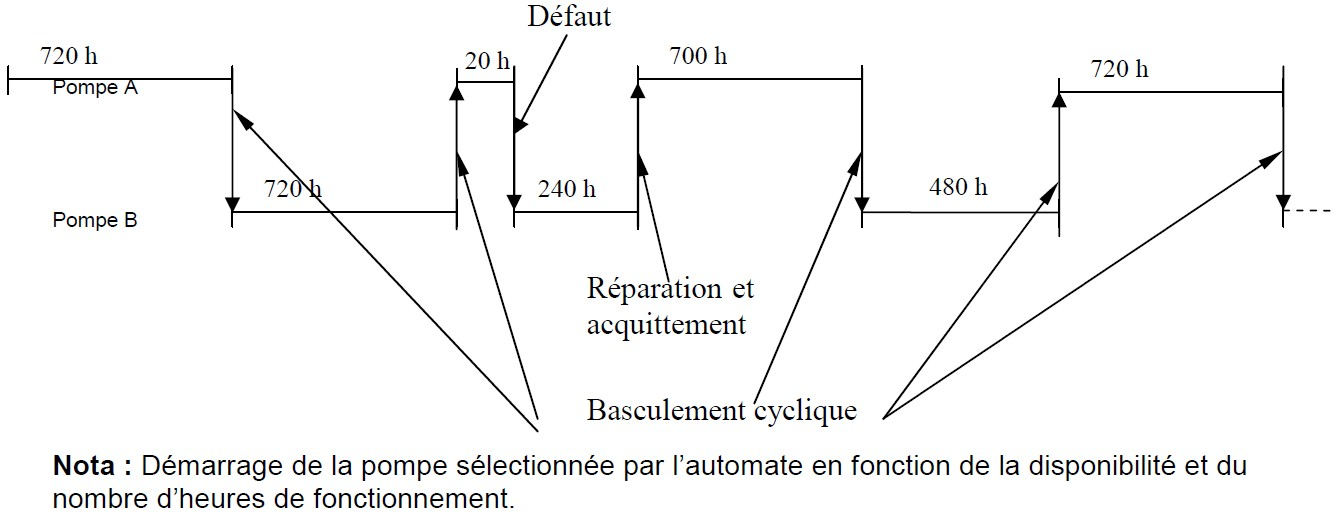 Défaut
720 h
20 h
700 h
720 h
Pompe A
720 h
240 h
480 h
Pompe B
Réparation et
acquittement
Basculement cyclique
Nota : Démarrage de la pompe sélectionnée par l’automate en fonction de la disponibilité et du
nombre d’heures de fonctionnement.